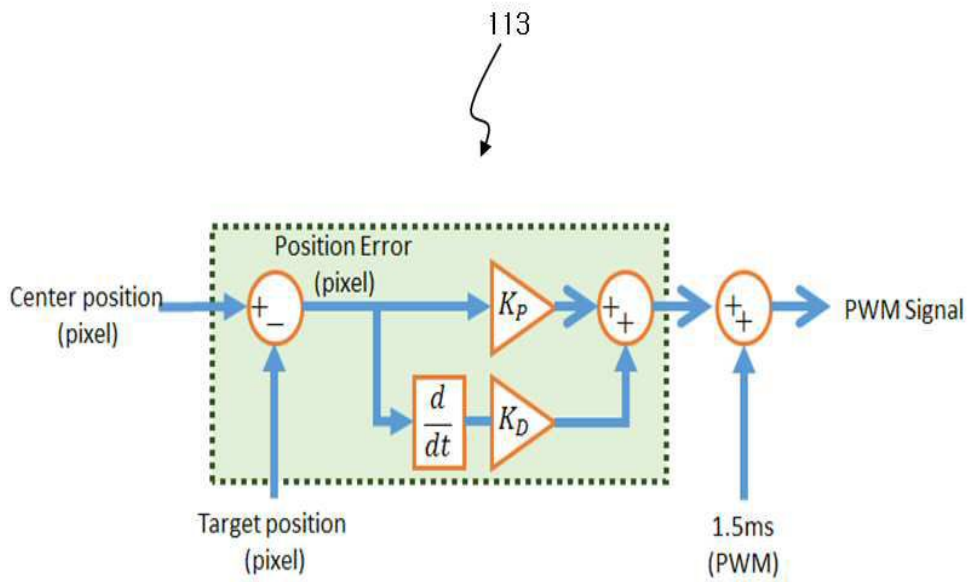 113
Position Error
(pixel)
Center position
(pixel)
+
−
K_P
+
+
+
+
PWM Signal
d
dt
K_D
Target position
(pixel)
1.5ms
(PWM)